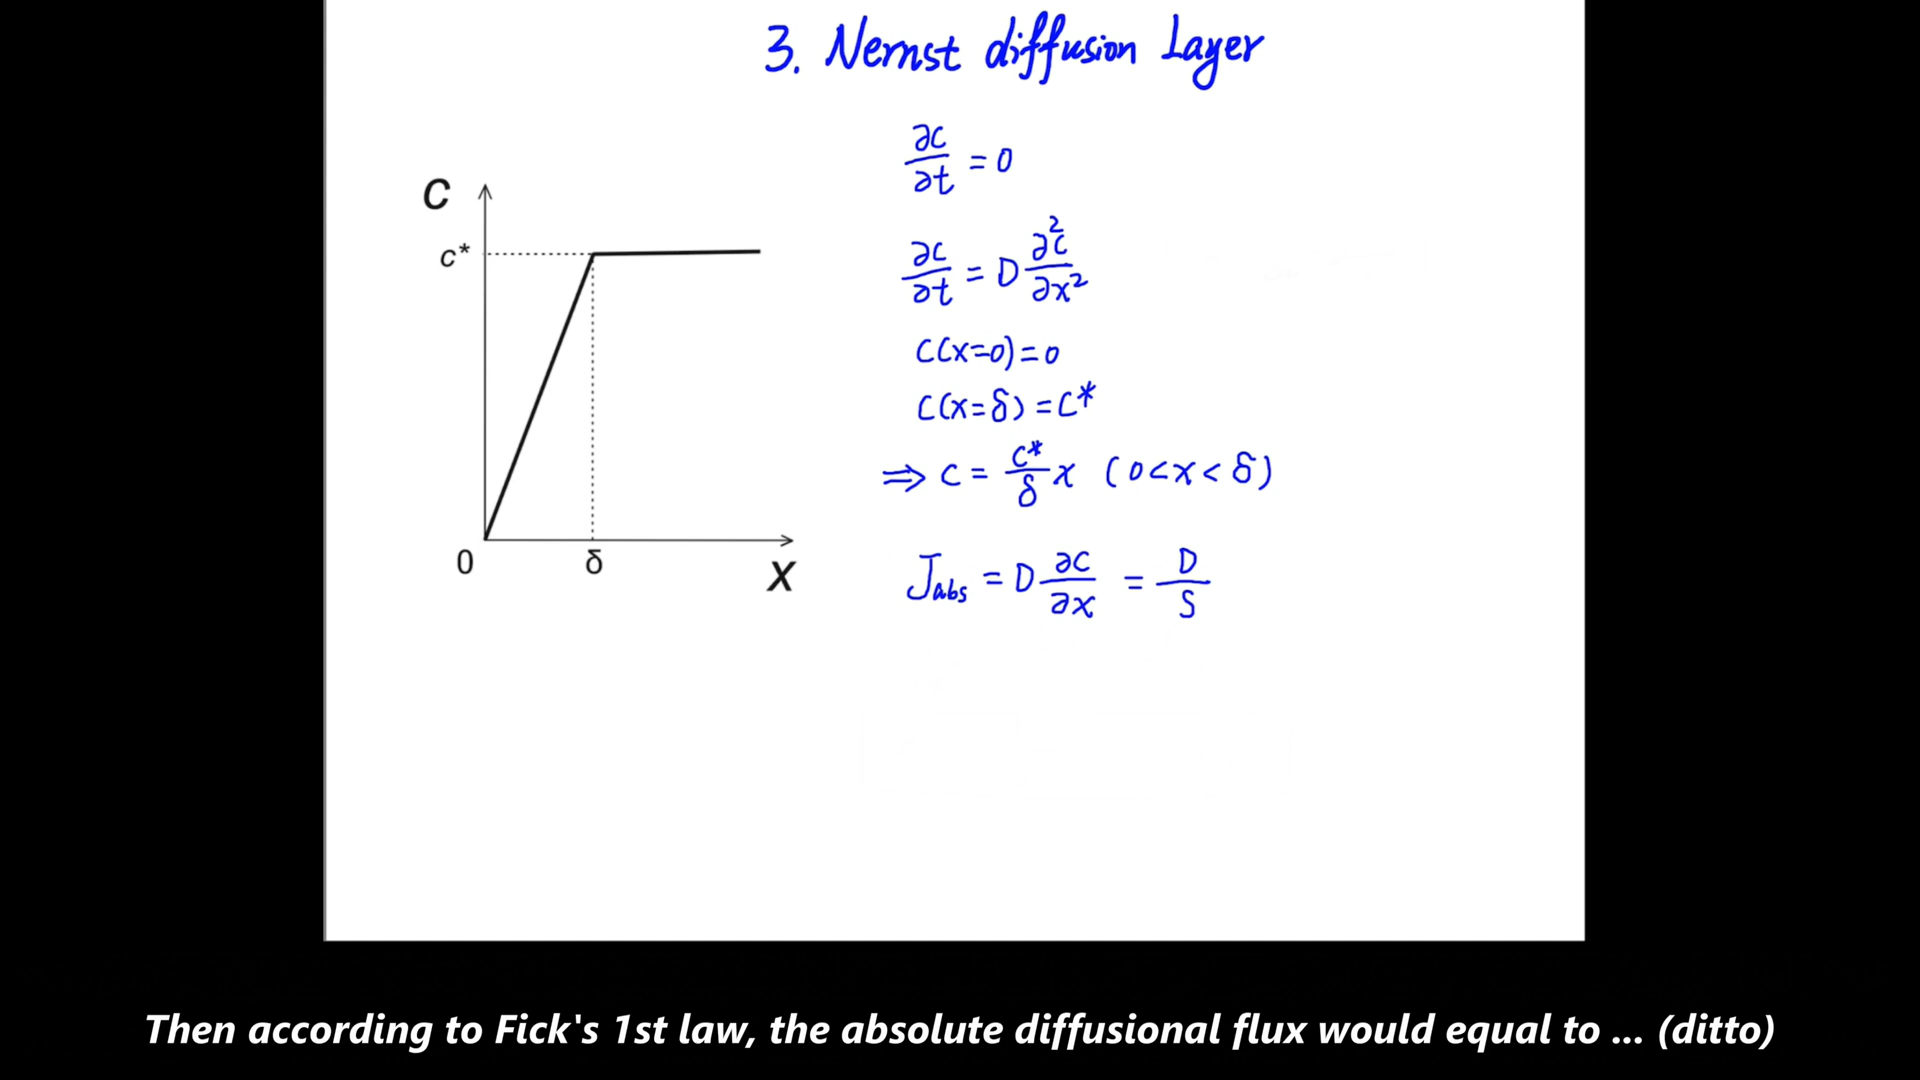 3. Nernst diffusion Layer
∂c/∂t = 0
C
c*
∂c/∂t = D ∂²c/∂x²
C(x=0)=0
C(x=δ)=C*
⇒ C = C*/δ x (0<x<δ)
0
δ
X
Jabs = D ∂C/∂x = D/S
Then according to Fick's 1st law, the absolute diffusional flux would equal to ... (ditto)